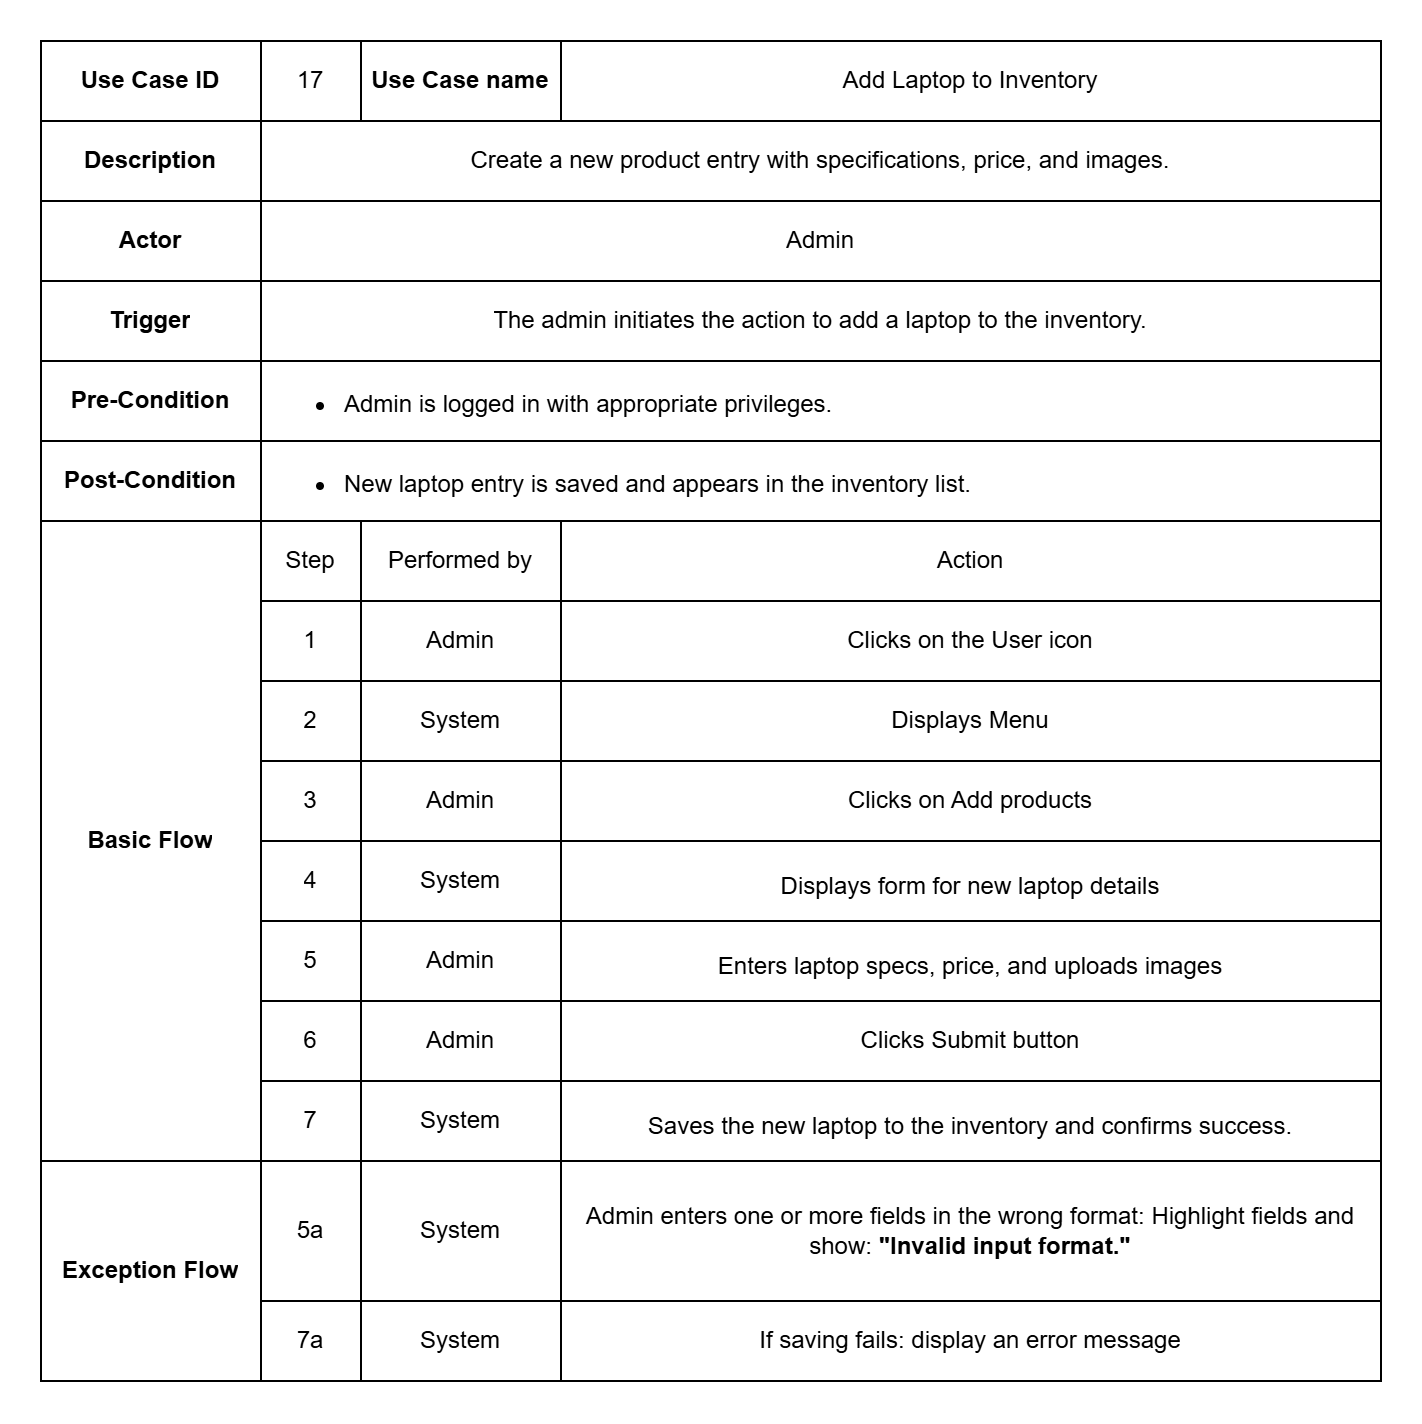 Use Case ID 17 Use Case name Add Laptop to Inventory
Description Create a new product entry with specifications, price, and images.
Actor Admin
Trigger The admin initiates the action to add a laptop to the inventory.
Pre-Condition • Admin is logged in with appropriate privileges.
Post-Condition • New laptop entry is saved and appears in the inventory list.
Step Performed by Action
1 Admin Clicks on the User icon
2 System Displays Menu
3 Admin Clicks on Add products
Basic Flow
4 System Displays form for new laptop details
5 Admin Enters laptop specs, price, and uploads images
6 Admin Clicks Submit button
7 System Saves the new laptop to the inventory and confirms success.
Exception Flow
5a System Admin enters one or more fields in the wrong format: Highlight fields and
show: "Invalid input format."
7a System If saving fails: display an error message